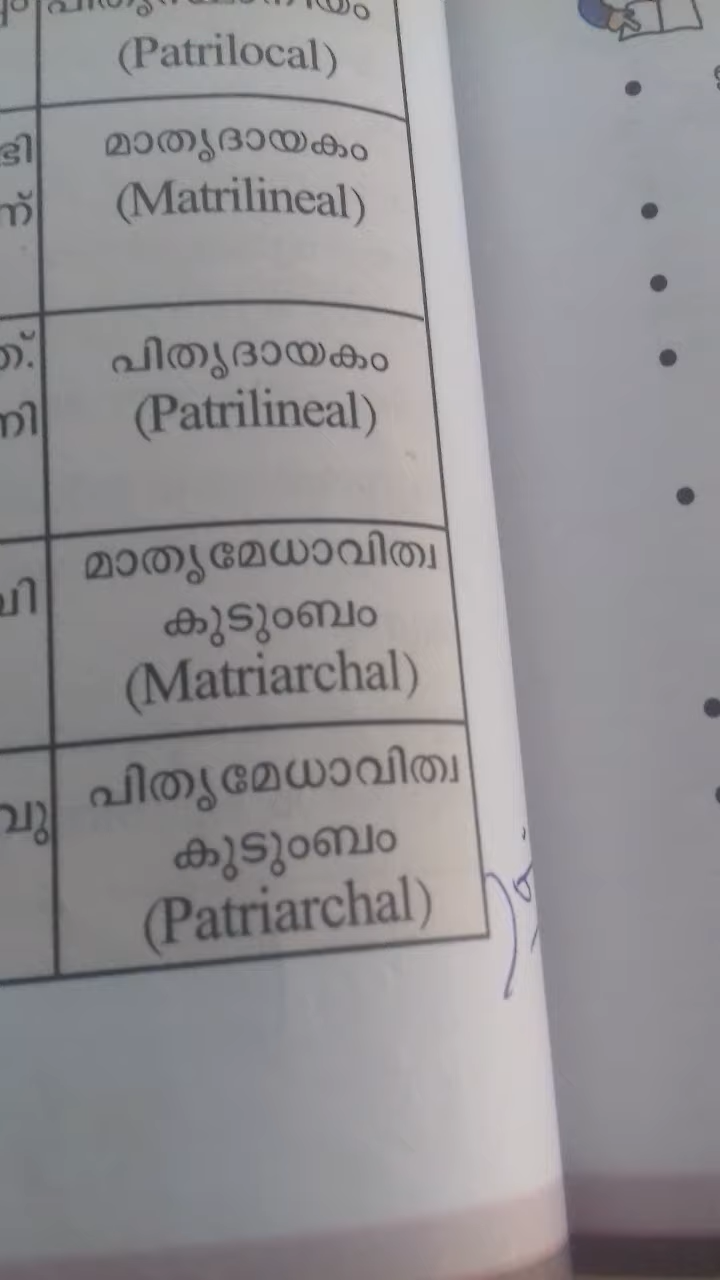 (Patrilocal)
മാതൃദായകം
(Matrilineal)
ന്
പിതൃദായകം
(Patrilineal)
നി
മാതൃമേധാവിത്വ
കുടുംബം
(Matriarchal)
പിതൃമേധാവിത്വ
വു
കുടുംബം
(Patriarchal)